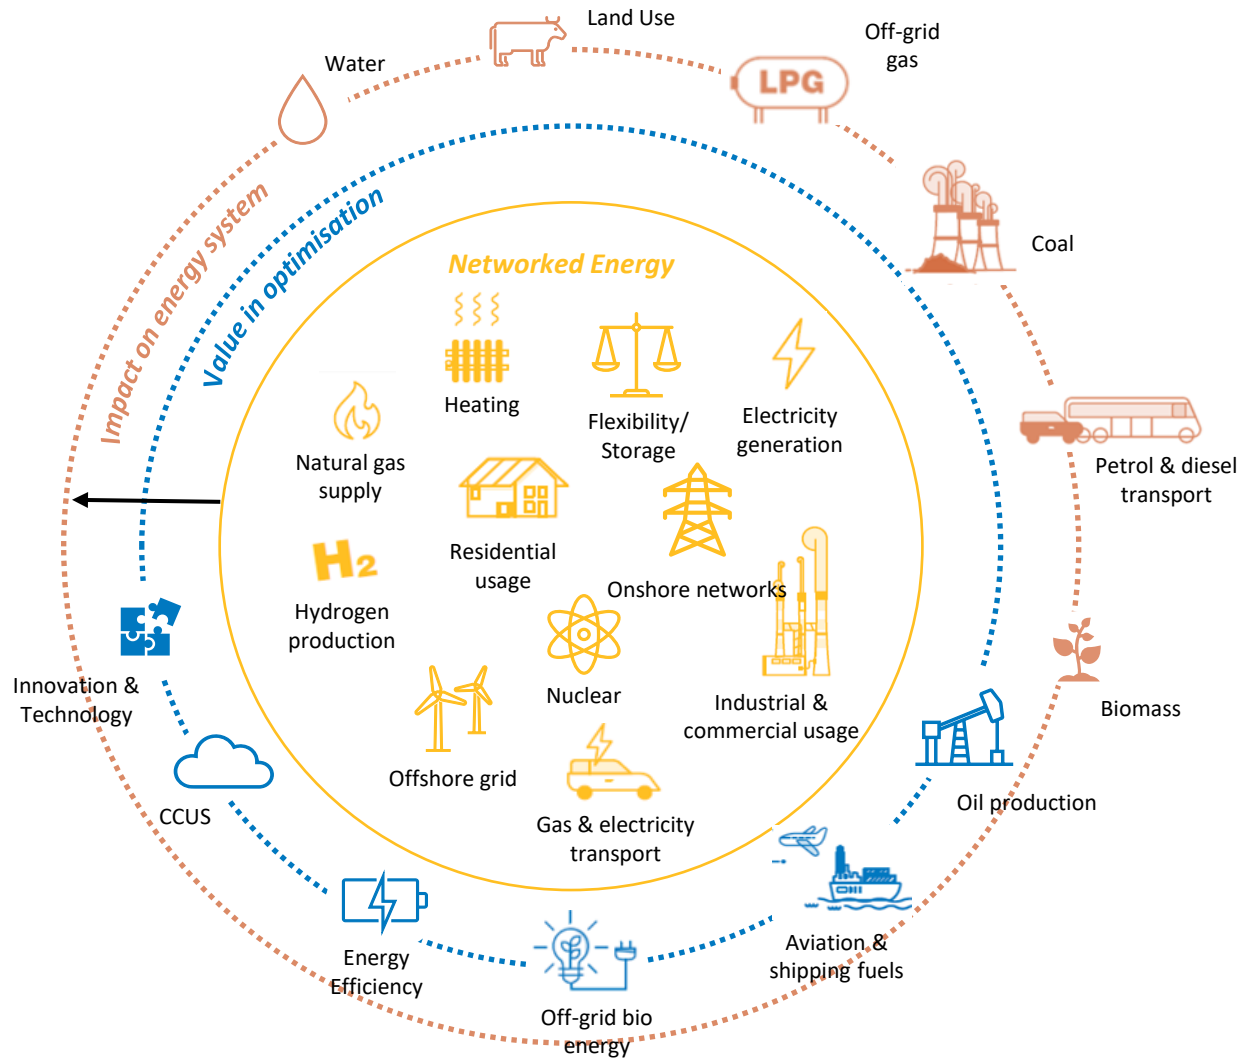 Land Use
Off-grid
gas
Water
LPG
Coal
Impact on energy system
Value in optimisation
Networked Energy
Heating
Flexibility/
Storage
Electricity
generation
Natural gas
supply
Petrol & diesel
transport
Residential
usage
Onshore networks
H2
Hydrogen
production
Nuclear
Industrial &
commercial usage
Innovation &
Technology
Biomass
Offshore grid
Oil production
CCUS
Gas & electricity
transport
Aviation &
shipping fuels
Energy
Efficiency
Off-grid bio
energy